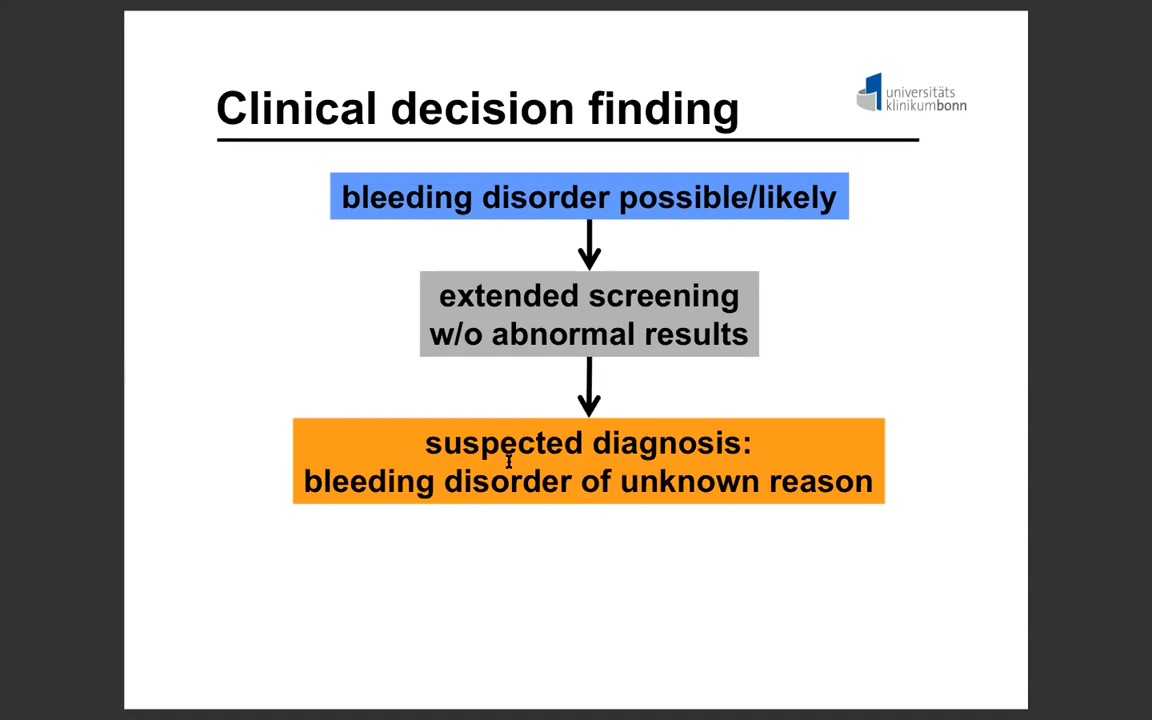 Clinical decision finding
universitäts
klinikumbonn
bleeding disorder possible/likely
extended screening
w/o abnormal results
suspected diagnosis:
bleeding disorder of unknown reason